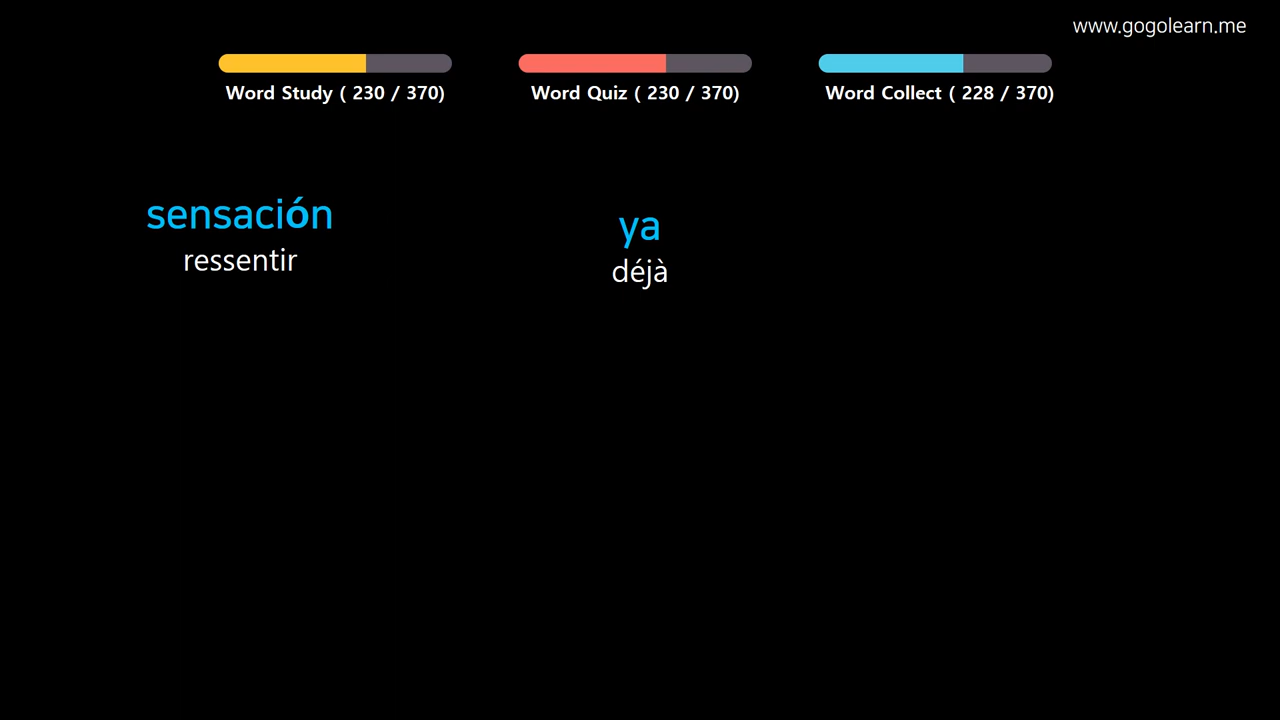 www.gogolearn.me
Word Study ( 230 / 370)
Word Quiz ( 230 / 370)
Word Collect ( 228 / 370)
sensación
ressentir
ya
déjà